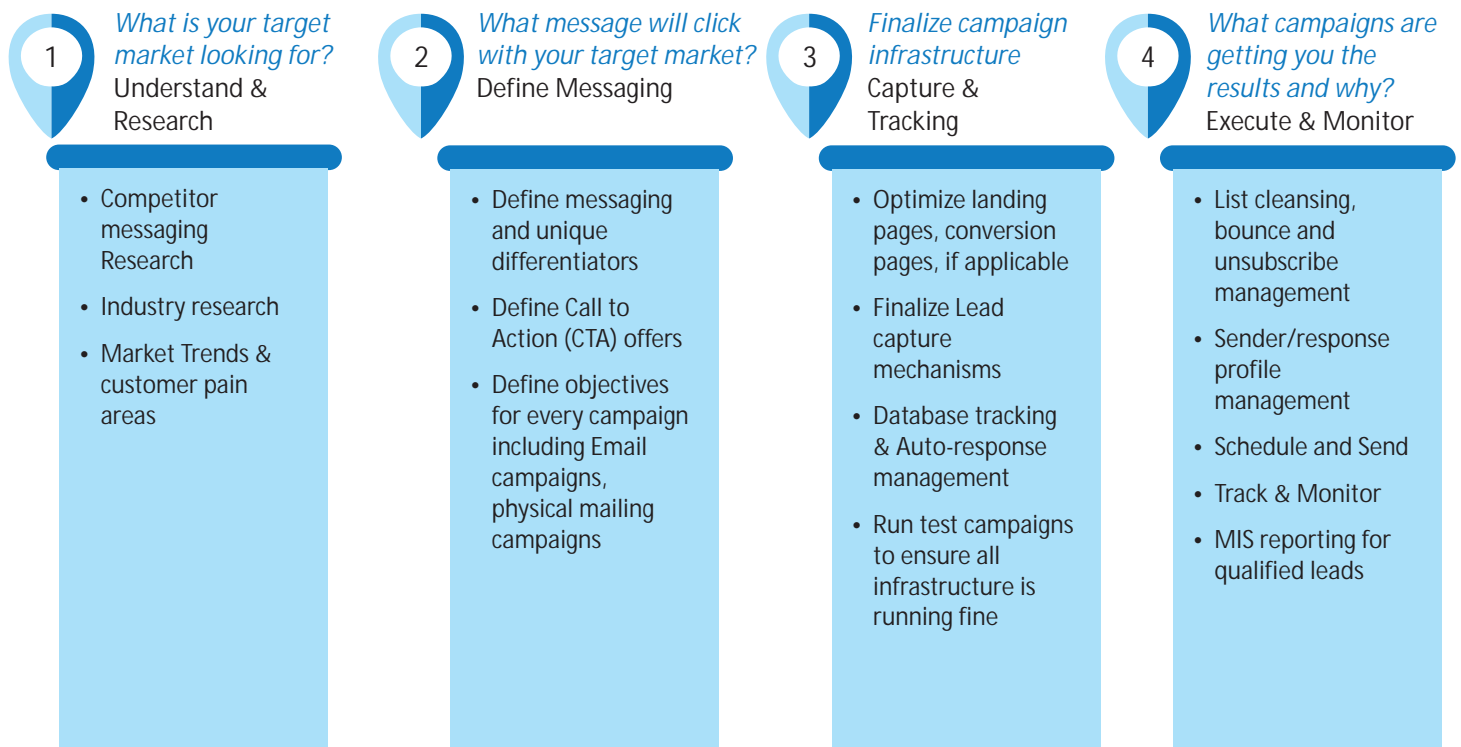 1
What is your target
market looking for?
Understand &
Research
• Competitor
messaging
Research
• Industry research
• Market Trends &
customer pain
areas
2
What message will click
with your target market?
Define Messaging
• Define messaging
and unique
differentiators
• Define Call to
Action (CTA) offers
• Define objectives
for every campaign
including Email
campaigns,
physical mailing
campaigns
3
Finalize campaign
infrastructure
Capture &
Tracking
• Optimize landing
pages, conversion
pages, if applicable
• Finalize Lead
capture
mechanisms
• Database tracking
& Auto-response
management
• Run test campaigns
to ensure all
infrastructure is
running fine
4
What campaigns are
getting you the
results and why?
Execute & Monitor
• List cleansing,
bounce and
unsubscribe
management
• Sender/response
profile
management
• Schedule and Send
• Track & Monitor
• MIS reporting for
qualified leads